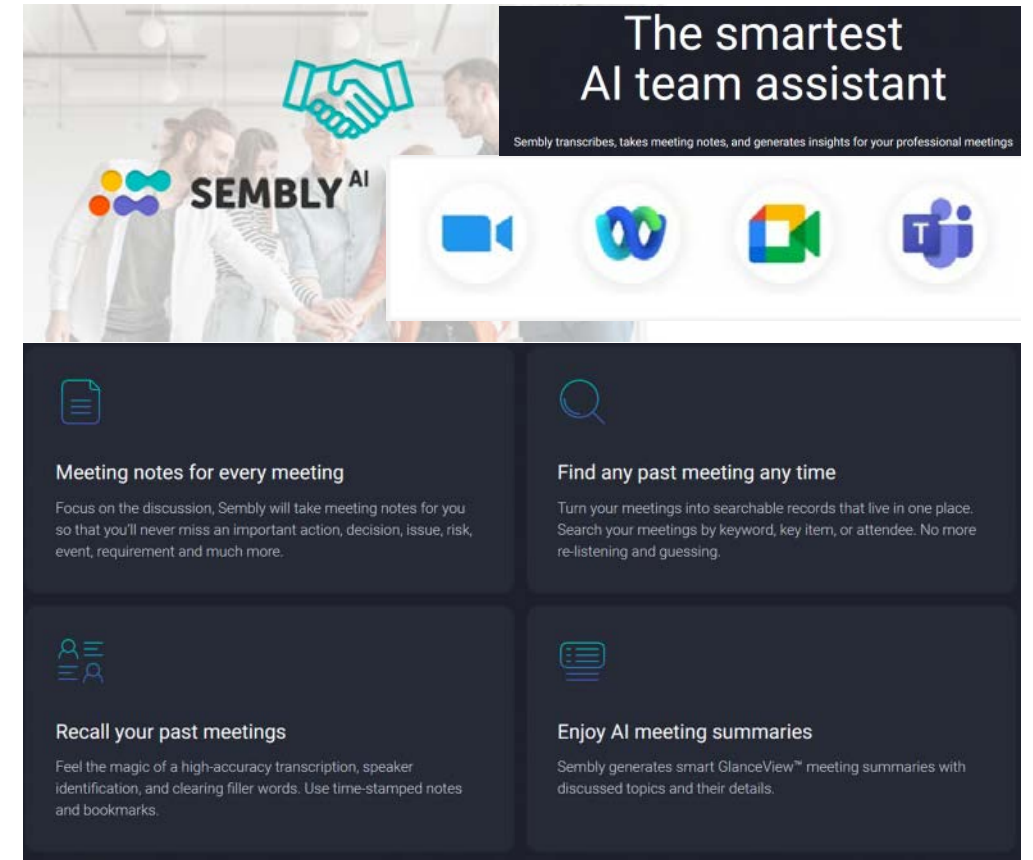 The smartest
AI team assistant
Sembly transcribes, takes meeting notes, and generates insights for your professional meetings
SEMBLY AI
T
Meeting notes for every meeting
Focus on the discussion, Sembly will take meeting notes for you
so that you'll never miss an important action, decision, issue, risk,
event, requirement and much more.
Find any past meeting any time
Turn your meetings into searchable records that live in one place.
Search your meetings by keyword, key item, or attendee. No more
re-listening and guessing.
Recall your past meetings
Feel the magic of a high-accuracy transcription, speaker
identification, and clearing filler words. Use time-stamped notes
and bookmarks.
Enjoy AI meeting summaries
Sembly generates smart GlanceView™ meeting summaries with
discussed topics and their details.